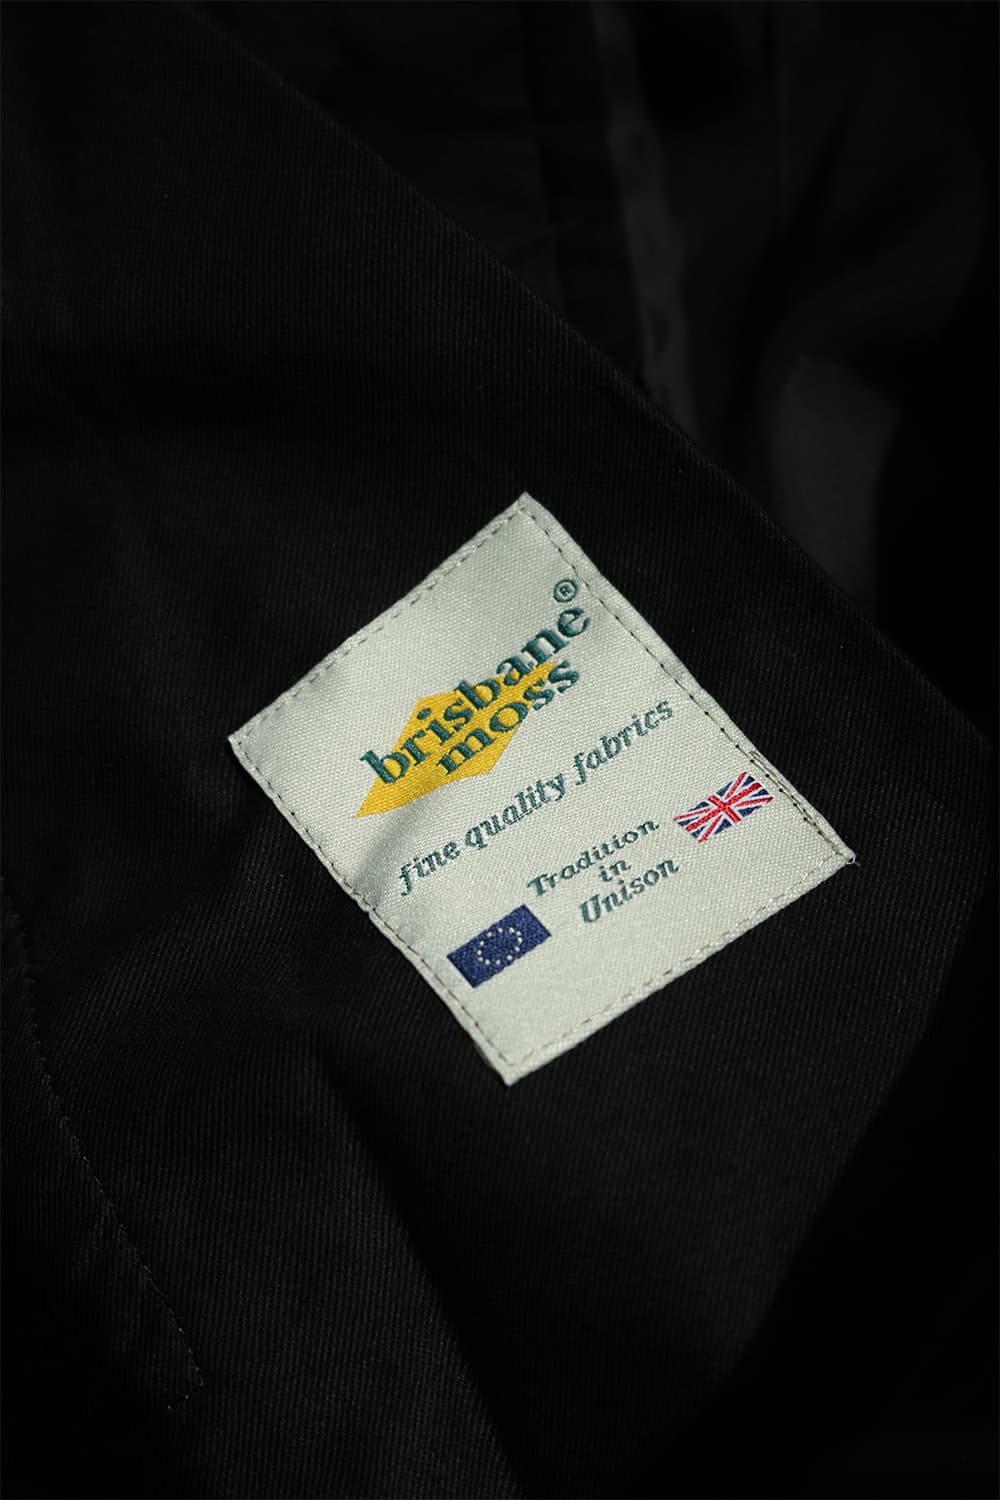 brisbane®
moss
fine quality fabrics
Tradition
in
Unison